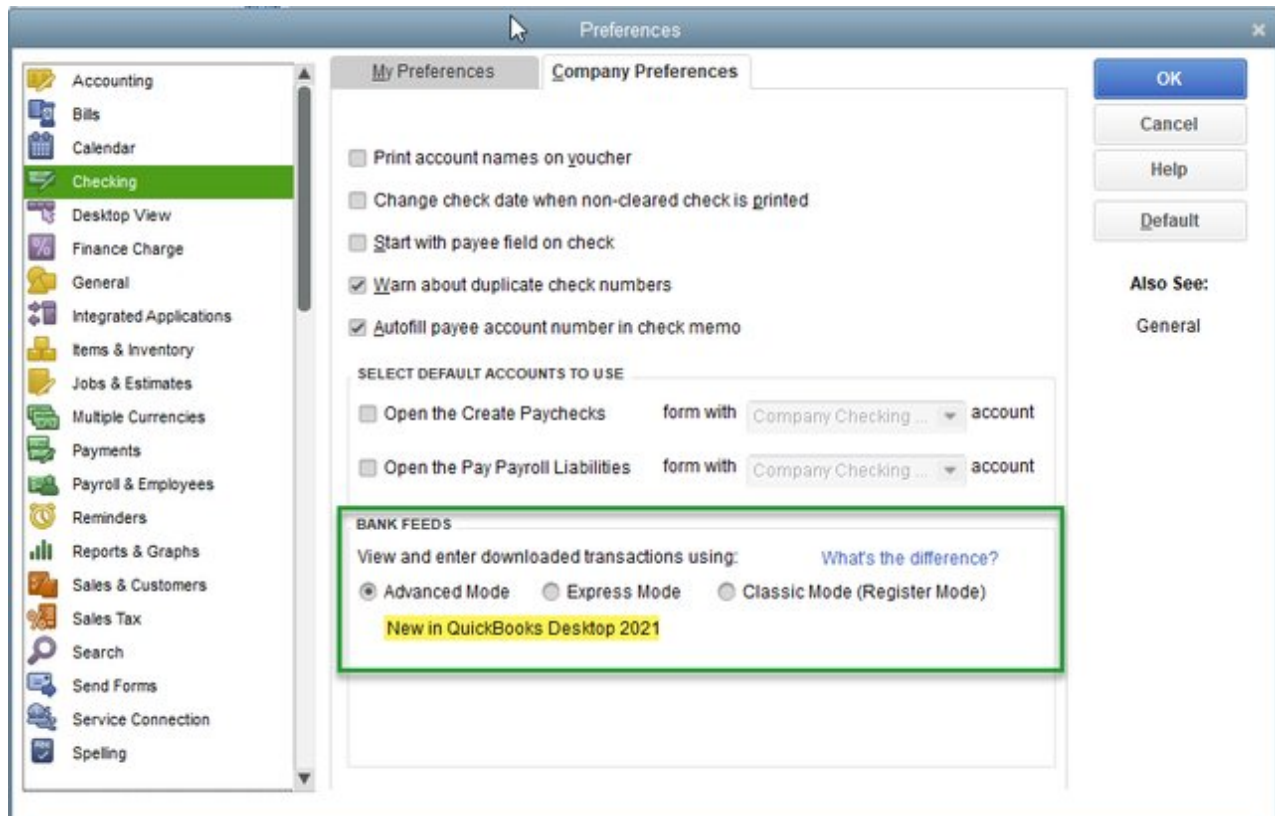 Preferences
Accounting
Bills
Calendar
Checking
Desktop View
Finance Charge
General
Integrated Applications
Items & Inventory
Jobs & Estimates
Multiple Currencies
Payments
Payroll & Employees
Reminders
Reports & Graphs
Sales & Customers
Sales Tax
Search
Send Forms
Service Connection
Spelling
My Preferences Company Preferences
Print account names on voucher
Change check date when non-cleared check is printed
Start with payee field on check
Warn about duplicate check numbers
Autofill payee account number in check memo
SELECT DEFAULT ACCOUNTS TO USE
Open the Create Paychecks form with Company Checking ... account
Open the Pay Payroll Liabilities form with Company Checking ... account
BANK FEEDS
View and enter downloaded transactions using: What's the difference?
Advanced Mode Express Mode Classic Mode (Register Mode)
New in QuickBooks Desktop 2021
OK
Cancel
Help
Default
Also See:
General